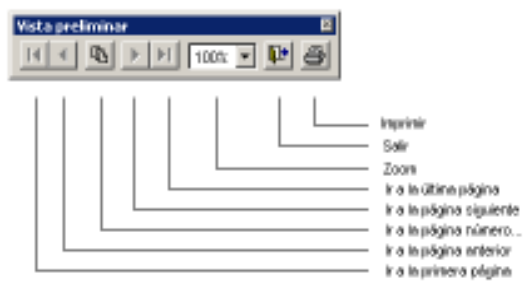 Vista preliminar
100%
Imprimir
Salir
Zoom
Ir a la última página
Ir a la página siguiente
Ir a la página número...
Ir a la página anterior
Ir a la primera página